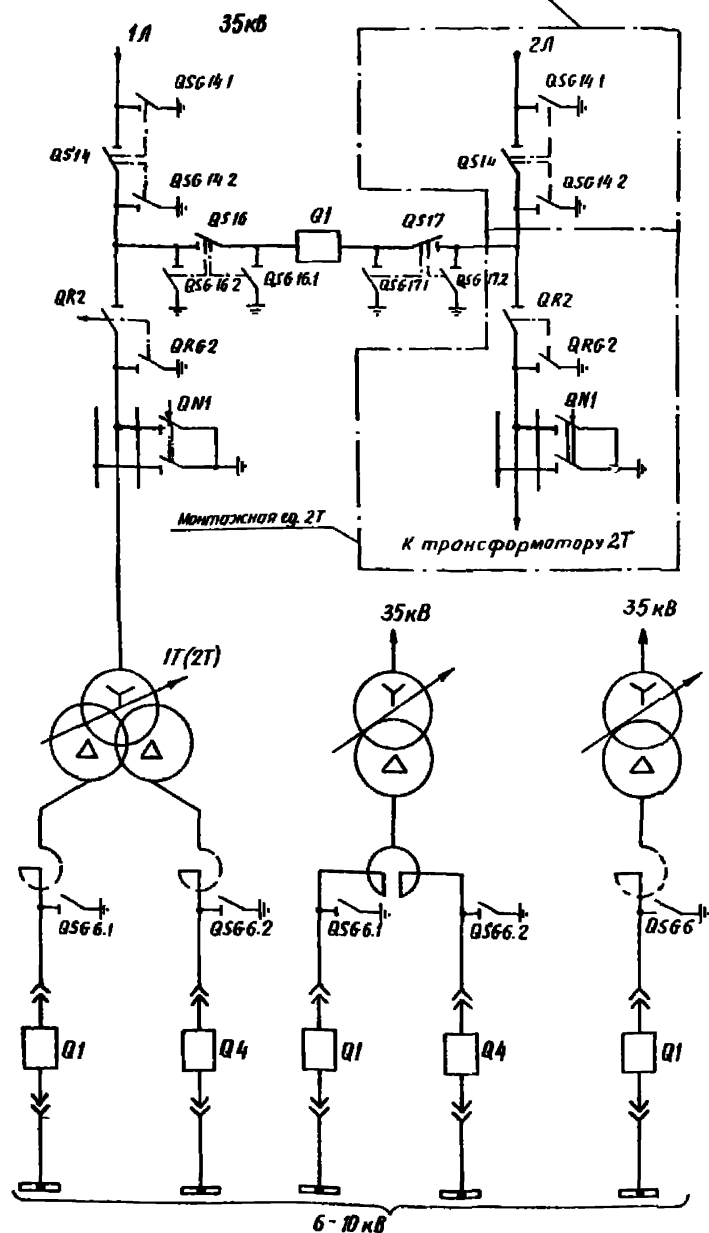 1Л
35кВ
2Л
QSG14.1
QSG14.1
QS14
QS14
QSG14.2
QSG14.2
QS16
Q1
QS17
QSG16.2
QSG16.1
QSG17.1
QSG17.2
QR2
QR2
QRG2
QRG2
QN1
QN1
Монтажная ед. 2Т
К трансформатору 2Т
35кВ
35кВ
1Т(2Т)
QSG6.1
QSG6.2
QSG6.1
QSG6.2
QSG6
Q1
Q4
Q1
Q4
Q1
6-10кВ